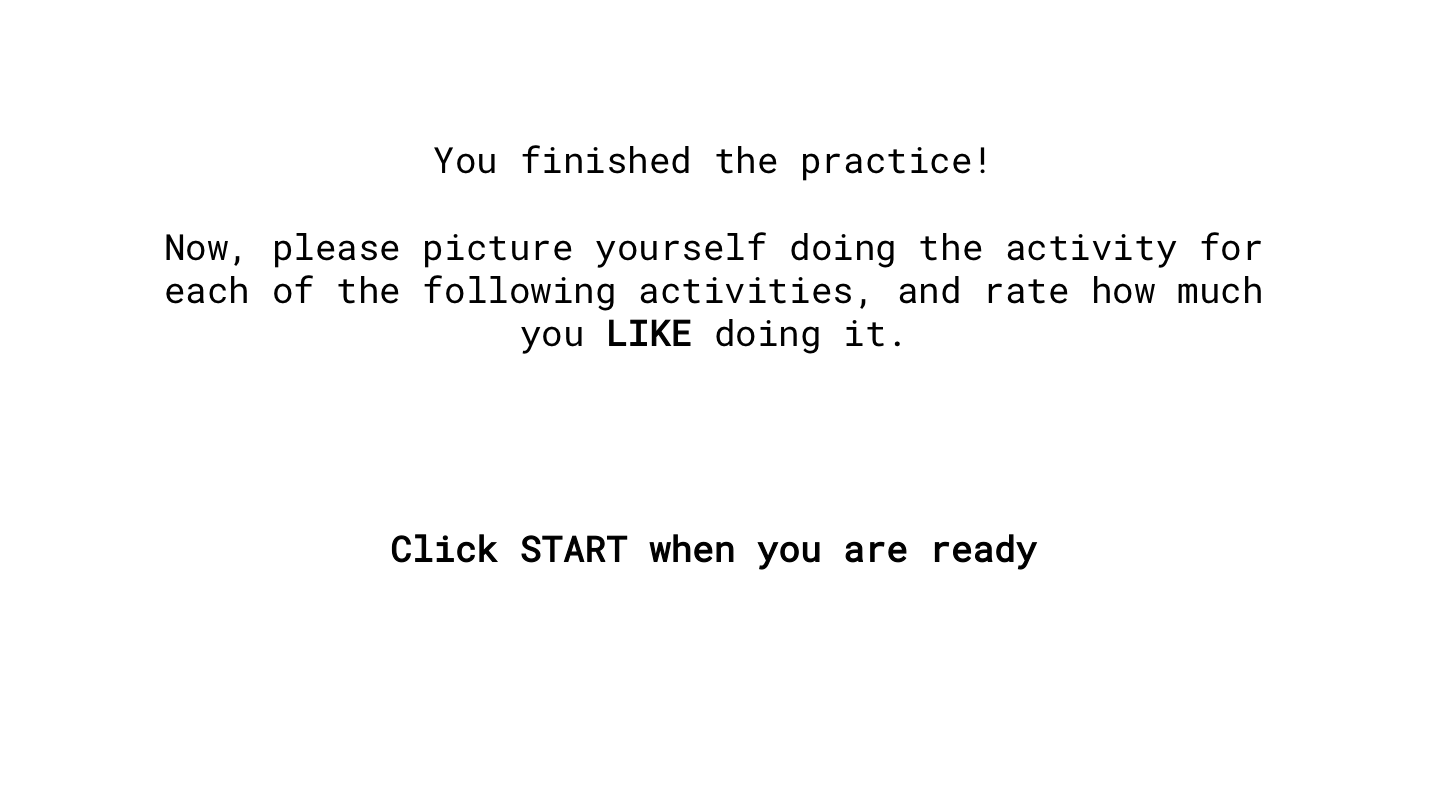 You finished the practice!
Now, please picture yourself doing the activity for
each of the following activities, and rate how much
you LIKE doing it.
Click START when you are ready